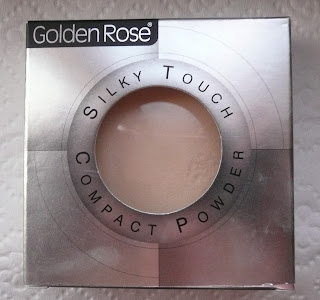 Golden Rose®
SILKY TOUCH
COMPACT POWDER